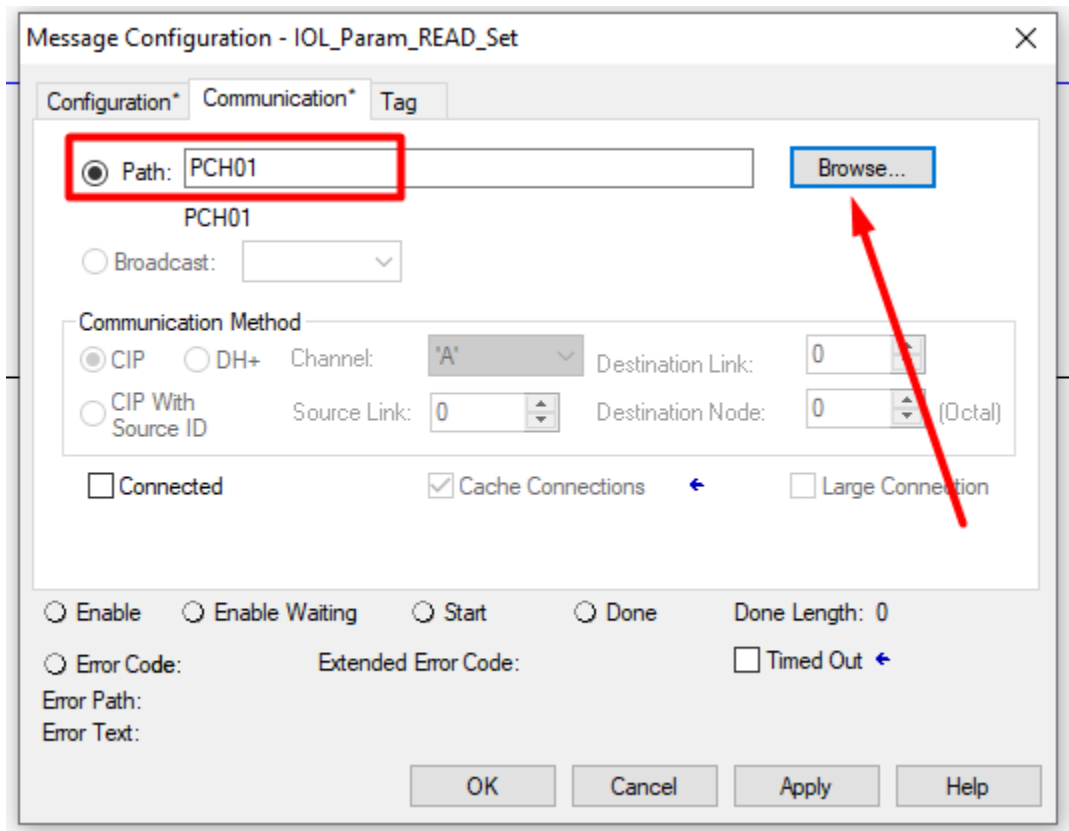 Message Configuration - IOL_Param_READ_Set
Configuration* Communication* Tag
Path: PCH01 Browse...
PCH01
Broadcast:
Communication Method
CIP DH+ Channel: 'A' Destination Link: 0
CIP With Source ID Source Link: 0 Destination Node: 0 (Octal)
Connected Cache Connections Large Connection
Enable Enable Waiting Start Done Done Length: 0
Error Code: Extended Error Code: Timed Out
Error Path:
Error Text:
OK Cancel Apply Help